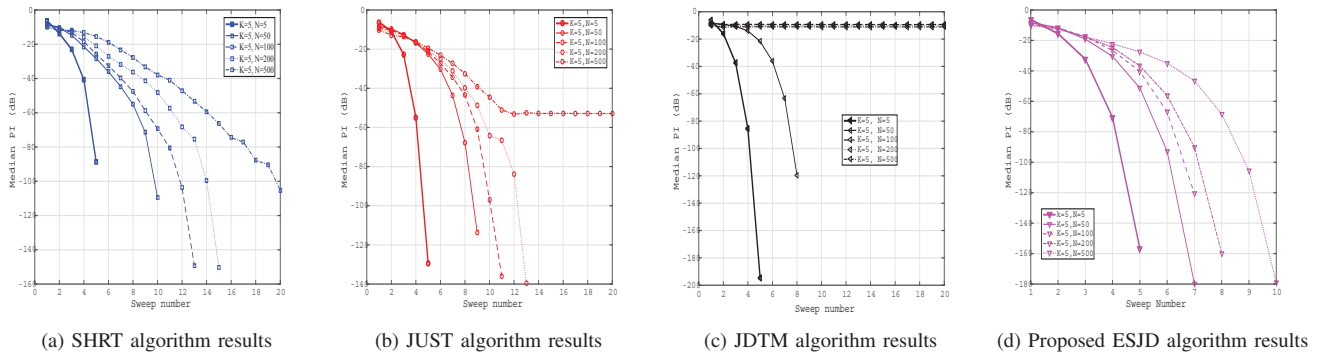 0
-20
-40
-60
-80
-100
-120
-140
-160
Median PI (dB)
0 2 4 6 8 10 12 14 16 18 20
Sweep number
K=5, N=5
K=5, N=50
K=5, N=100
K=5, N=200
K=5, N=500
(a) SHRT algorithm results
0
-20
-40
-60
-80
-100
-120
-140
Median PI (dB)
0 2 4 6 8 10 12 14 16 18 20
Sweep number
K=5,N=5
K=5,N=50
K=5,N=100
K=5,N=200
K=5,N=500
(b) JUST algorithm results
0
-20
-40
-60
-80
-100
-120
-140
-160
-180
-200
Median PI (dB)
0 2 4 6 8 10 12 14 16 18 20
Sweep number
K=5, N=5
K=5, N=50
K=5, N=100
K=5, N=200
K=5, N=500
(c) JDTM algorithm results
0
-20
-40
-60
-80
-100
-120
-140
-160
-180
Median PI (dB)
1 2 3 4 5 6 7 8 9 10
Sweep Number
k=5,N=5
K=5,N=50
K=5,N=100
K=5,N=200
K=5,N=500
(d) Proposed ESJD algorithm results